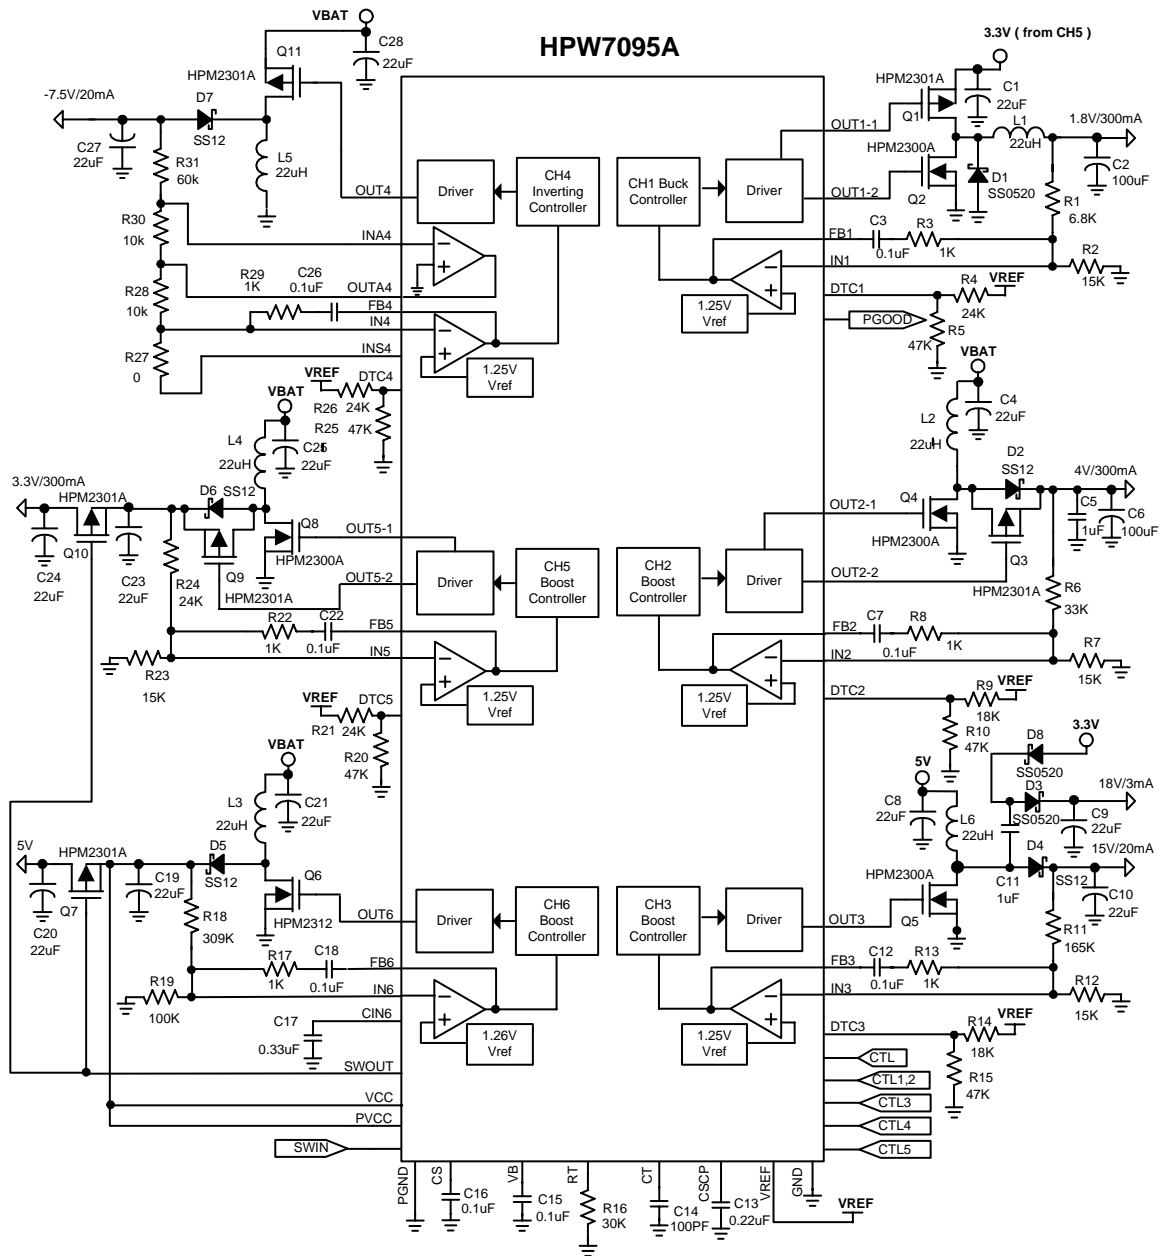 HPW7095A
VBAT
Q11
HPM2301A
C28
22uF
-7.5V/20mA
D7
SS12
C27
22uF
R31
60k
L5
22uH
OUT4
Driver
CH4
Inverting
Controller
R30
10k
INA4
R29
1K
C26
0.1uF
OUTA4
R28
10k
FB4
IN4
R27
0
INS4
1.25V
Vref
VREF
DTC4
R26
24K
R25
47K
VBAT
L4
22uH
C25
22uF
3.3V/300mA
HPM2301A
D6
SS12
Q8
HPM2300A
OUT5-1
Q10
C24
22uF
C23
22uF
R24
24K
Q9
HPM2301A
OUT5-2
Driver
CH5
Boost
Controller
R22
1K
C22
0.1uF
FB5
IN5
R23
15K
1.25V
Vref
VREF
DTC5
R21
24K
R20
47K
VBAT
L3
22uH
C21
22uF
5V
HPM2301A
D5
SS12
Q6
HPM2312
C19
22uF
Q7
C20
22uF
R18
309K
OUT6
Driver
CH6
Boost
Controller
R17
1K
C18
0.1uF
FB6
IN6
R19
100K
C17
0.33uF
CIN6
1.26V
Vref
SWOUT
VCC
PVCC
SWIN
3.3V ( from CH5 )
HPM2301A
Q1
C1
22uF
L1
22uH
1.8V/300mA
OUT1-1
HPM2300A
Q2
D1
SS0520
C2
100uF
CH1 Buck
Controller
Driver
OUT1-2
R1
6.8K
FB1
C3
0.1uF
R3
1K
IN1
R2
15K
1.25V
Vref
DTC1
R4
24K
VREF
PGOOD
R5
47K
VBAT
L2
22uH
C4
22uF
D2
SS12
4V/300mA
Q4
HPM2300A
OUT2-1
C5
1uF
C6
100uF
Q3
HPM2301A
CH2
Boost
Controller
Driver
OUT2-2
R6
33K
FB2
C7
0.1uF
R8
1K
IN2
R7
15K
1.25V
Vref
DTC2
R9
18K
VREF
R10
47K
3.3V
D8
SS0520
5V
C8
22uF
L6
22uH
D3
SS0520
18V/3mA
C9
22uF
D4
SS12
15V/20mA
C11
1uF
C10
22uF
HPM2300A
Q5
CH3
Boost
Controller
Driver
OUT3
R11
165K
FB3
C12
0.1uF
R13
1K
IN3
R12
15K
1.25V
Vref
DTC3
R14
18K
VREF
R15
47K
CTL
CTL1,2
CTL3
CTL4
CTL5
PGND
CS
VB
RT
CT
CSCP
VREF
GND
C16
0.1uF
C15
0.1uF
R16
30K
C14
100PF
C13
0.22uF
VREF